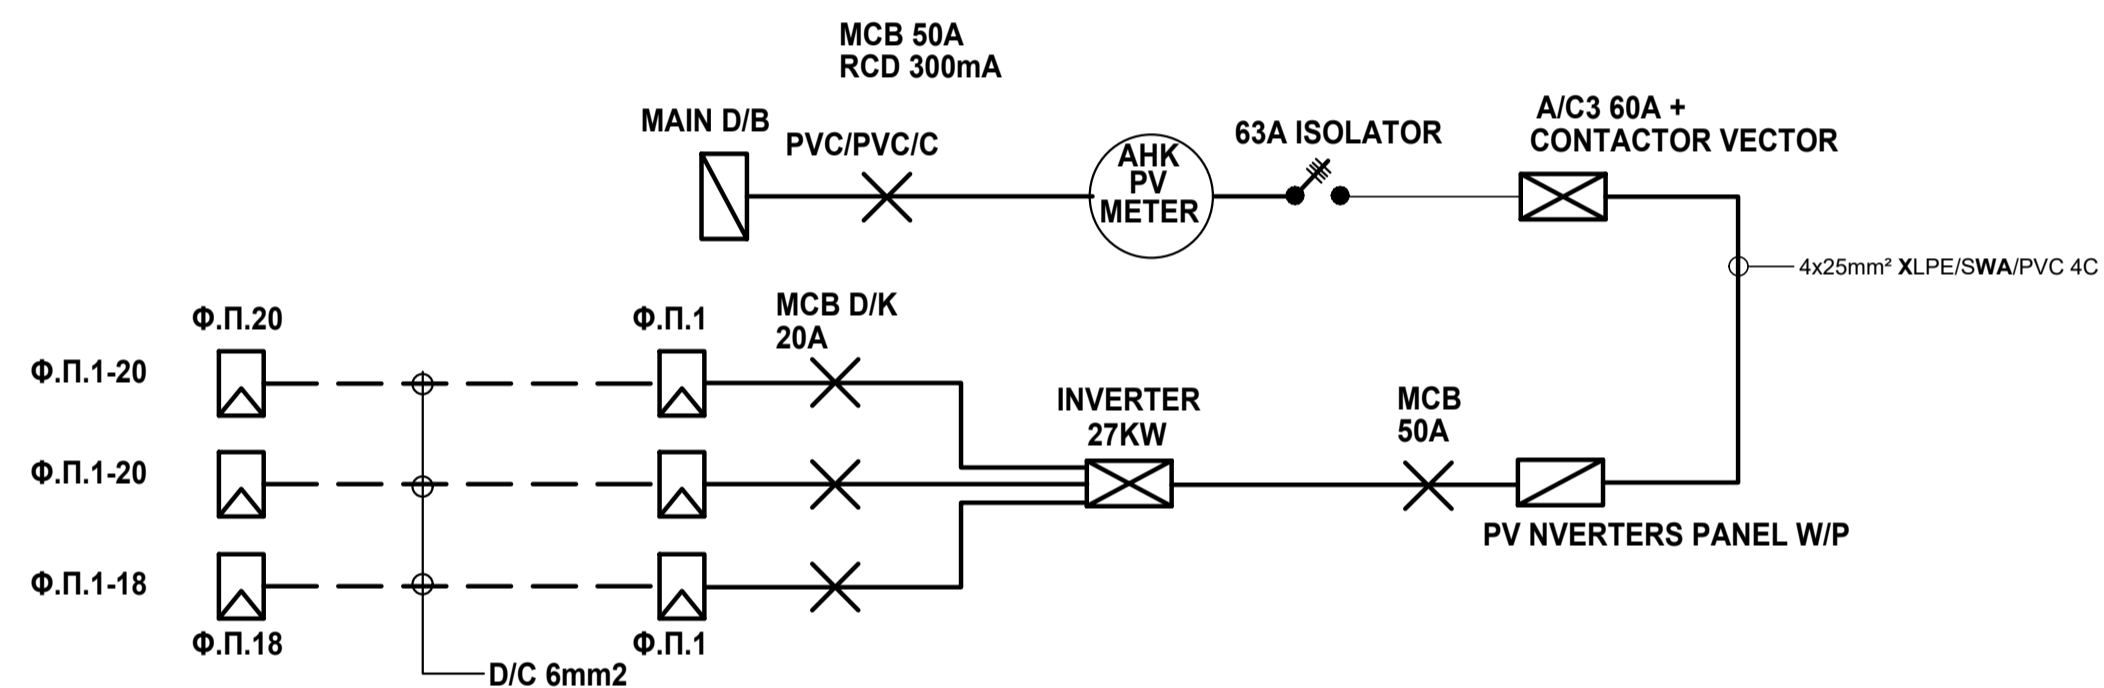 MCB 50A
RCD 300mA
MAIN D/B
PVC/PVC/C
AHK
PV
METER
63A ISOLATOR
A/C3 60A +
CONTACTOR VECTOR
4x25mm² XLPE/SWA/PVC 4C
Φ.Π.20
Φ.Π.1
MCB D/K
20A
Φ.Π.1-20
Φ.Π.1-20
Φ.Π.1-18
INVERTER
27KW
MCB
50A
PV NVERTERS PANEL W/P
Φ.Π.18
Φ.Π.1
D/C 6mm2